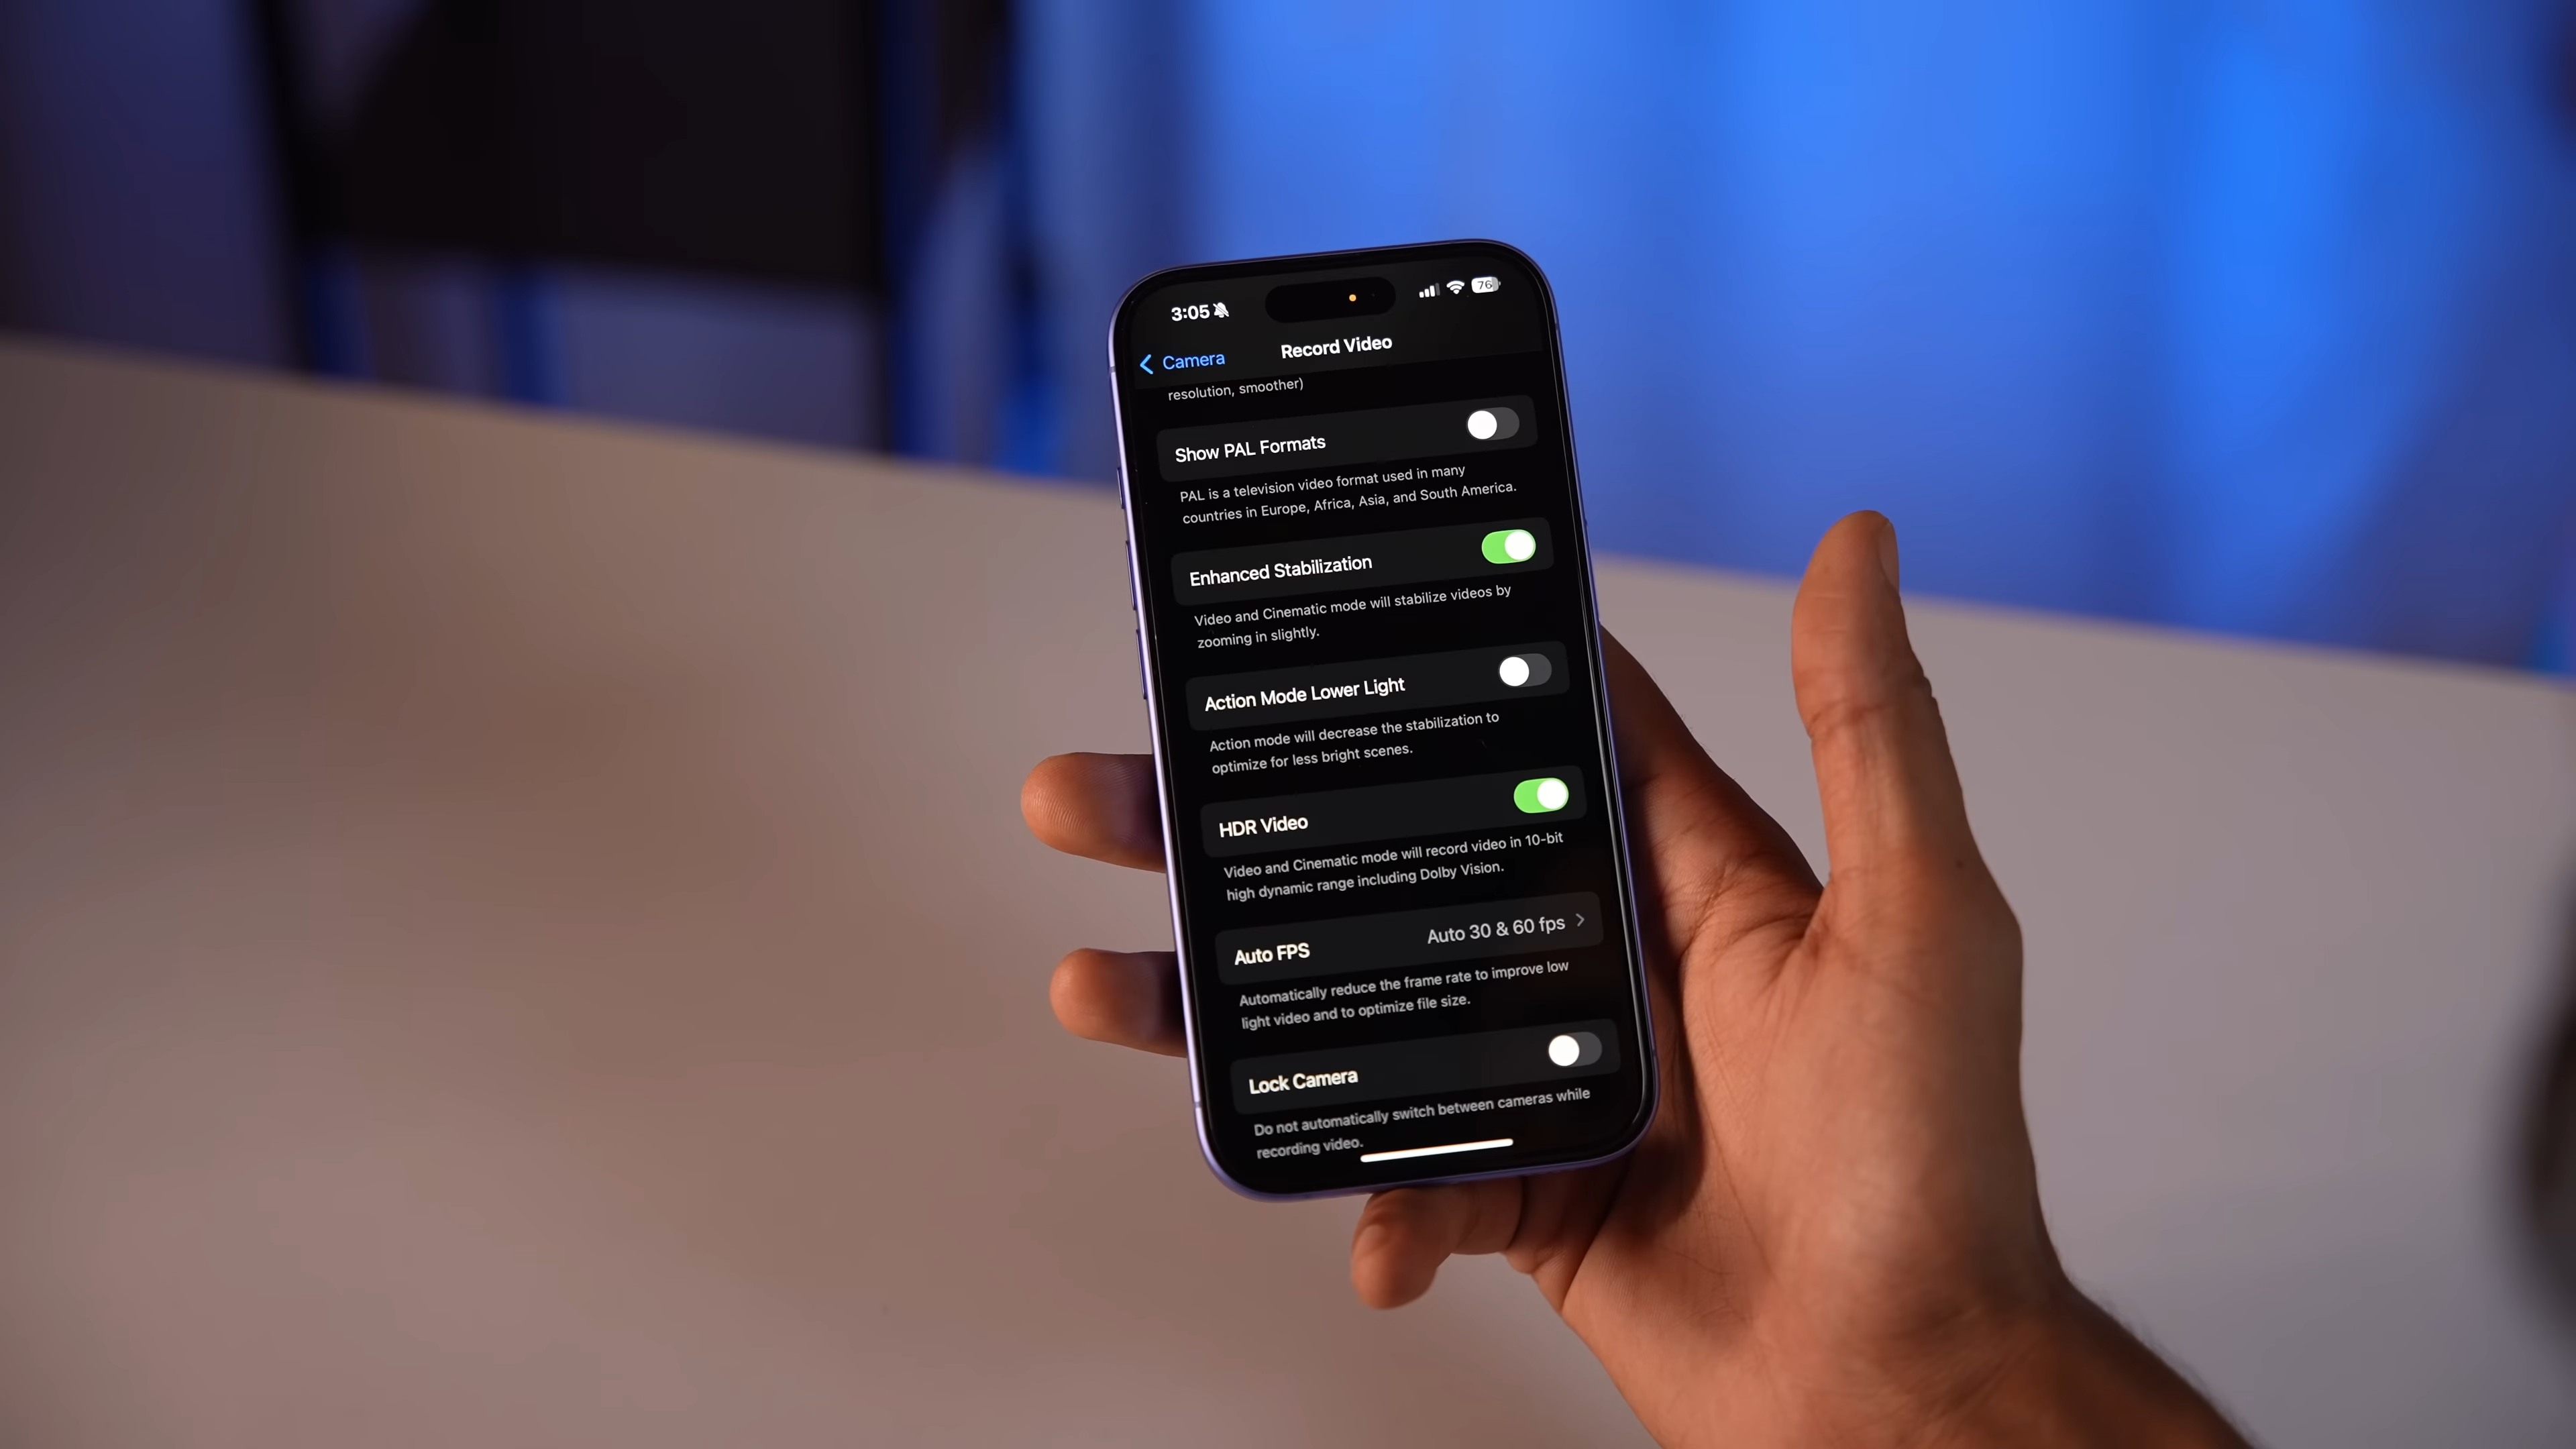 3:05
76
Camera
Record Video
resolution, smoother)
Show PAL Formats
PAL is a television video format used in many
countries in Europe, Africa, Asia, and South America.
Enhanced Stabilization
Video and Cinematic mode will stabilize videos by
zooming in slightly.
Action Mode Lower Light
Action mode will decrease the stabilization to
optimize for less bright scenes.
HDR Video
Video and Cinematic mode will record video in 10-bit
high dynamic range including Dolby Vision.
Auto FPS
Auto 30 & 60 fps
Automatically reduce the frame rate to improve low
light video and to optimize file size.
Lock Camera
Do not automatically switch between cameras while
recording video.